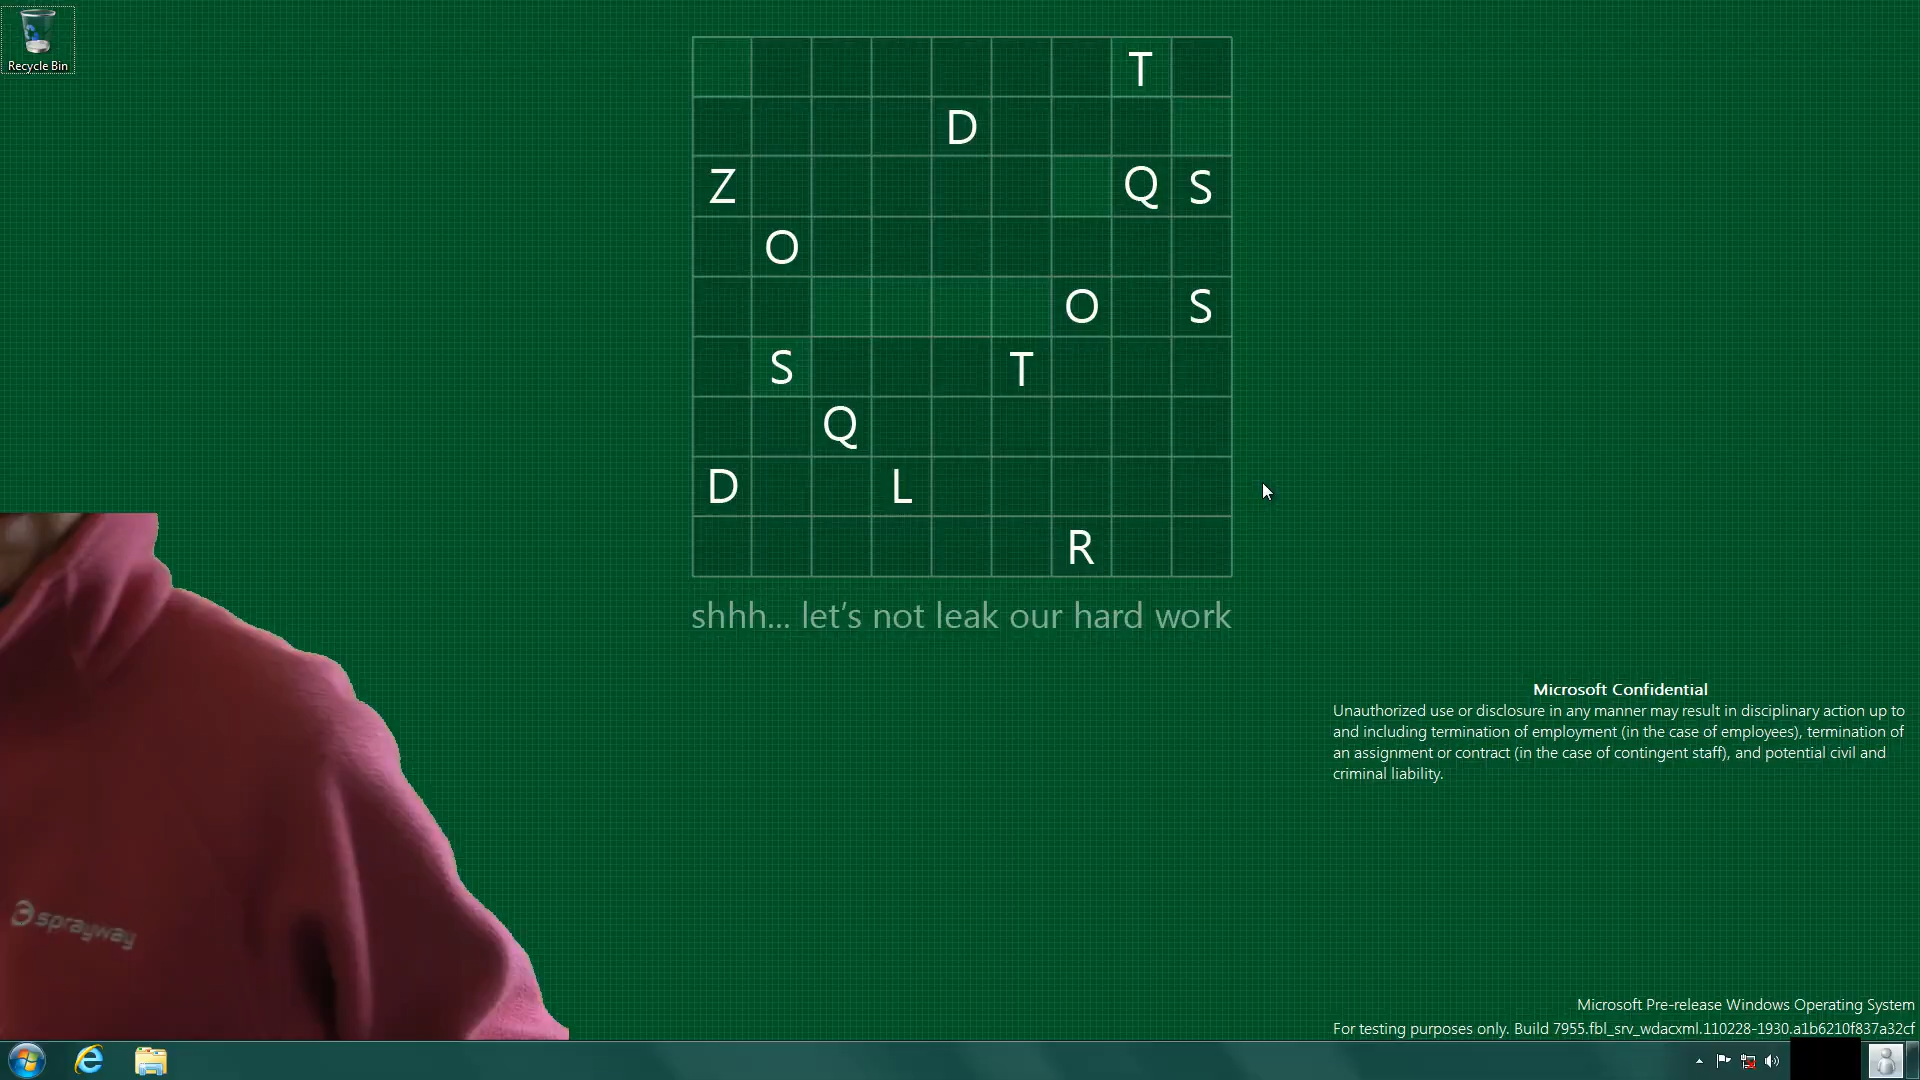 Recycle Bin
T
D
Z Q S
O
O S
S T
Q
D L
R
shhh... let's not leak our hard work
Microsoft Confidential
Unauthorized use or disclosure in any manner may result in disciplinary action up to
and including termination of employment (in the case of employees), termination of
an assignment or contract (in the case of contingent staff), and potential civil and
criminal liability.
sprayway
Microsoft Pre-release Windows Operating System
For testing purposes only. Build 7955.fbl_srv_wdacxml.110228-1930.a1b6210f837a32cf